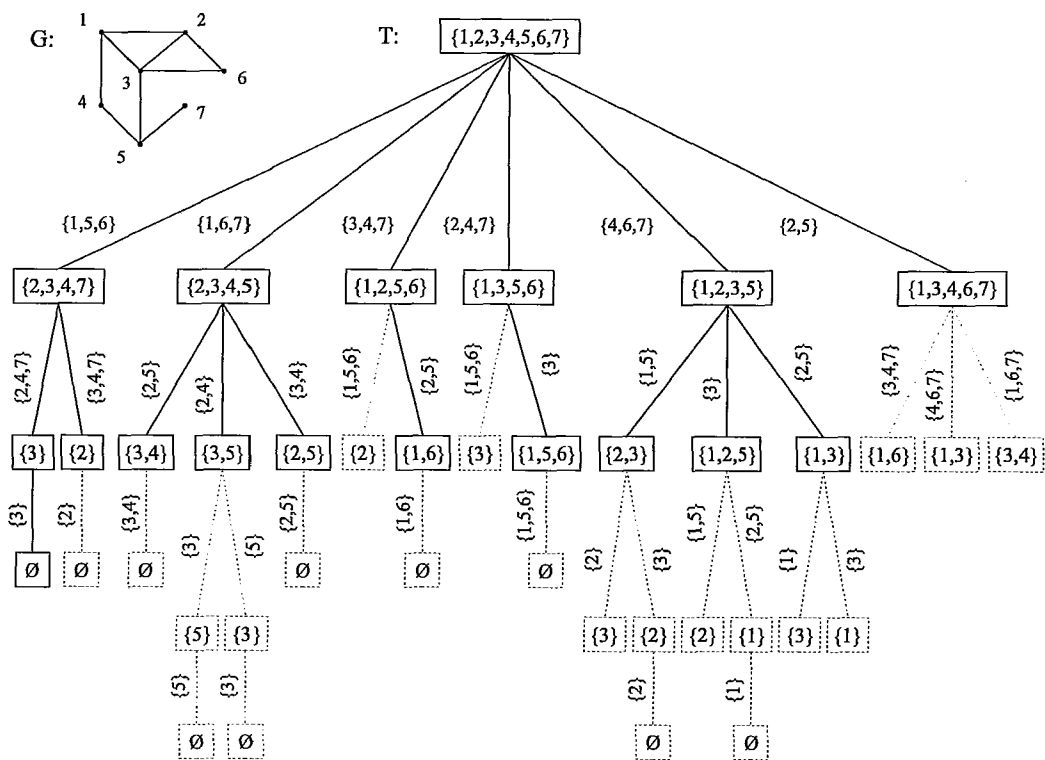 1 2
G: T: {1,2,3,4,5,6,7}
3 6
4 7
5
{1,5,6} {1,6,7} {3,4,7} {2,4,7} {4,6,7} {2,5}
{2,3,4,7} {2,3,4,5} {1,2,5,6} {1,3,5,6} {1,2,3,5} {1,3,4,6,7}
{2,4,7} {3,4,7} {2,5} {2,4} {3,4} {1,5,6} {2,5} {1,5,6} {3} {1,5} {3} {2,5} {3,4,7} {4,6,7} {1,6,7}
{3} {2} {3,4} {3,5} {2,5} {2} {1,6} {3} {1,5,6} {2,3} {1,2,5} {1,3} {1,6} {1,3} {3,4}
{3} {2} {3,4} {3} {5} {2,5} {1,6} {1,5,6} {2} {3} {1,5} {2,5} {1} {3}
Ø Ø Ø Ø Ø Ø
{5} {3} {3} {2} {2} {1} {3} {1}
{5} {3} {2} {1}
Ø Ø Ø Ø